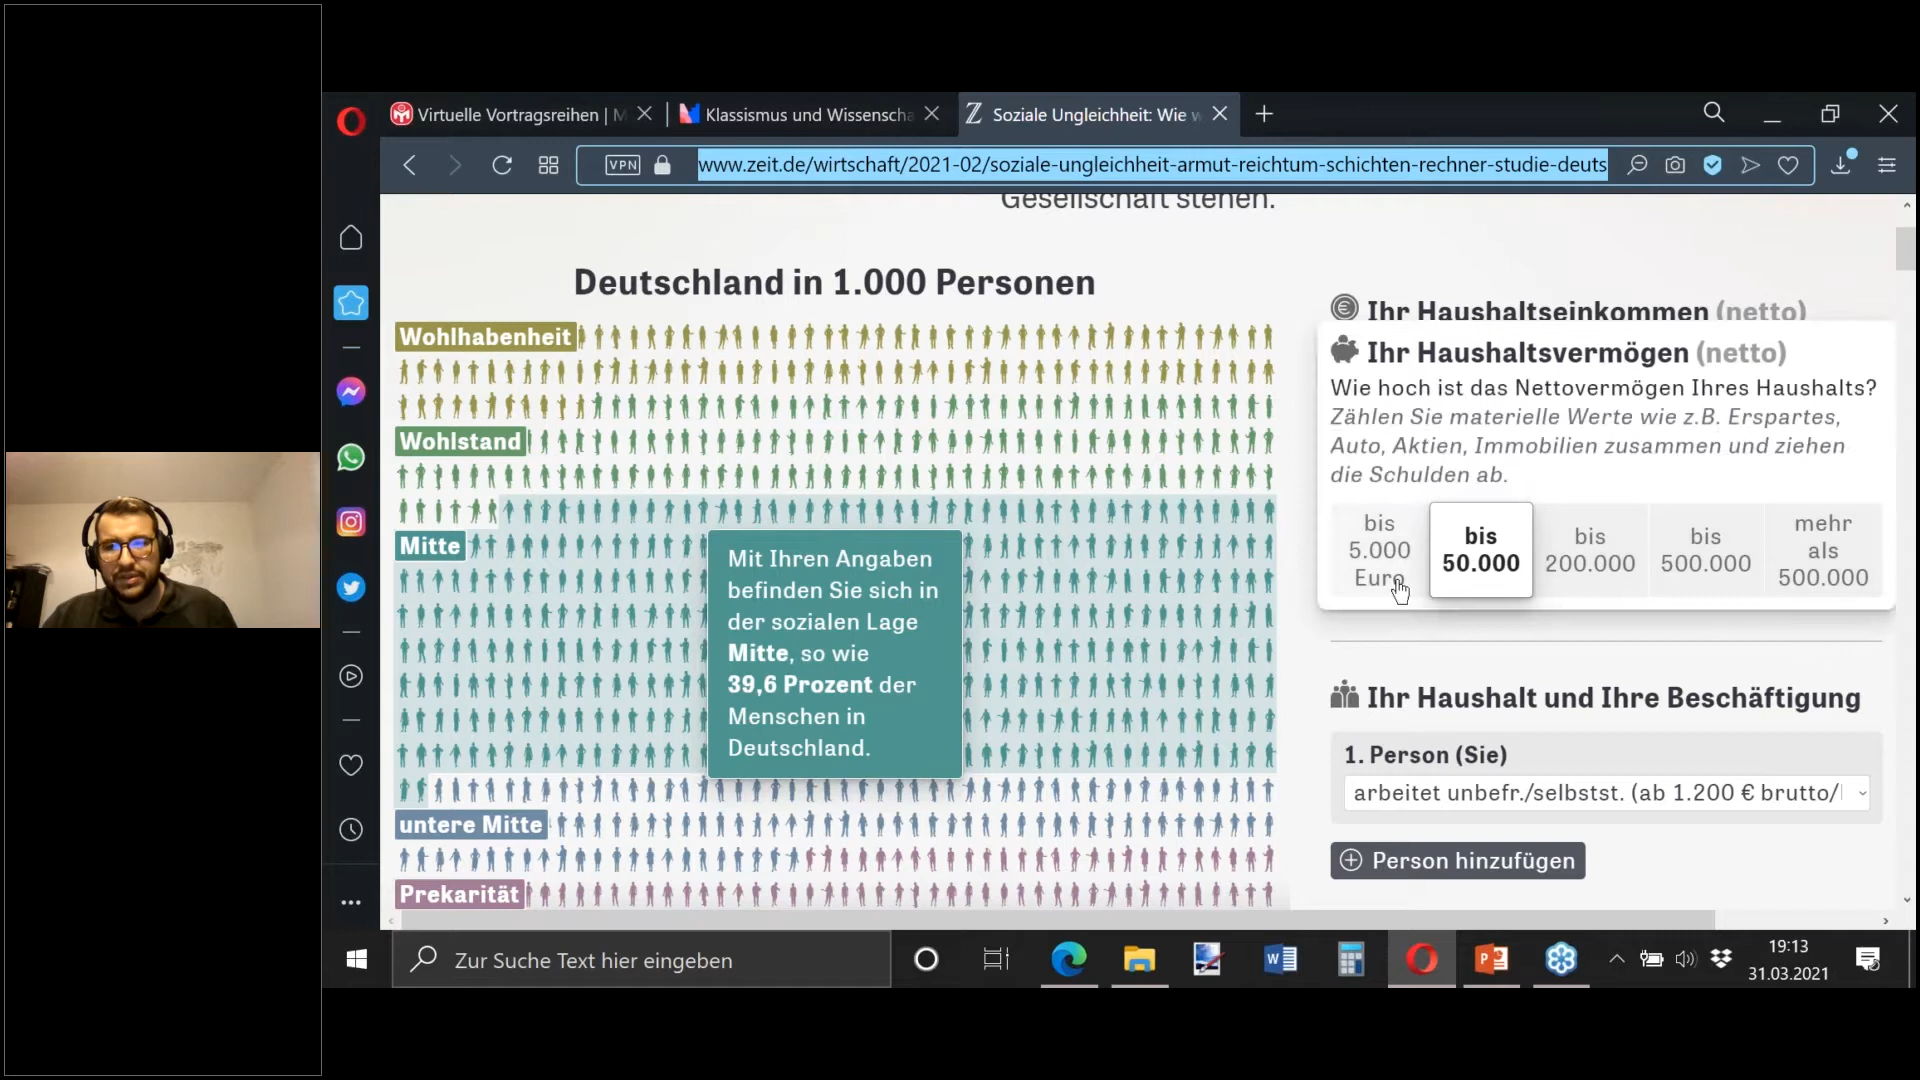 Virtuelle Vortragsreihen | M
Klassismus und Wissenscha
Soziale Ungleichheit: Wie w
VPN
www.zeit.de/wirtschaft/2021-02/soziale-ungleichheit-armut-reichtum-schichten-rechner-studie-deuts
Gesellschaft stehen.
Deutschland in 1.000 Personen
Wohlhabenheit
Wohlstand
Mitte
Mit Ihren Angaben
befinden Sie sich in
der sozialen Lage
Mitte, so wie
39,6 Prozent der
Menschen in
Deutschland.
untere Mitte
Prekarität
Ihr Haushaltseinkommen (netto)
Ihr Haushaltsvermögen (netto)
Wie hoch ist das Nettovermögen Ihres Haushalts?
Zählen Sie materielle Werte wie z.B. Erspartes,
Auto, Aktien, Immobilien zusammen und ziehen
die Schulden ab.
bis
5.000
Euro
bis
50.000
bis
200.000
bis
500.000
mehr
als
500.000
Ihr Haushalt und Ihre Beschäftigung
1. Person (Sie)
arbeitet unbefr./selbstst. (ab 1.200 € brutto/
Person hinzufügen
Zur Suche Text hier eingeben
19:13
31.03.2021